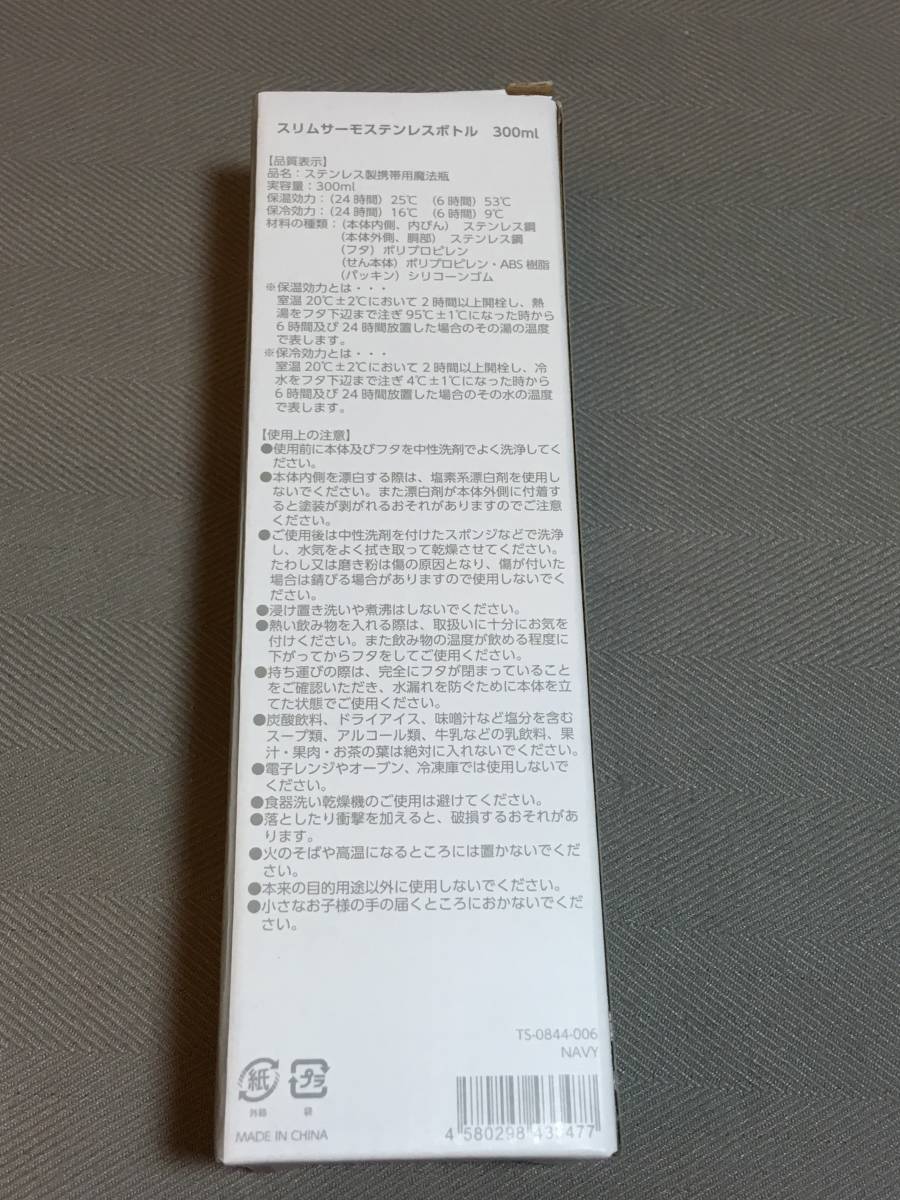 スリムサーモステンレスボトル 300ml
【品質表示】
品名：ステンレス製携帯用魔法瓶
実容量：300ml
保温効力：（24時間）25℃ （6時間）53℃
保冷効力：（24時間）16℃ （6時間）9℃
材料の種類：（本体内側、内びん） ステンレス鋼
（本体外側、胴部） ステンレス鋼
（フタ）ポリプロピレン
（せん本体）ポリプロピレン・ABS樹脂
（パッキン）シリコーンゴム
※保温効力とは・・・
室温20℃±2℃において2時間以上開栓し、熱
湯をフタ下辺まで注ぎ95℃±1℃になった時から
6時間及び24時間放置した場合のその湯の温度
で表します。
※保冷効力とは・・・
室温20℃±2℃において2時間以上開栓し、冷
水をフタ下辺まで注ぎ4℃±1℃になった時から
6時間及び24時間放置した場合のその水の温度
で表します。
【使用上の注意】
●使用前に本体及びフタを中性洗剤でよく洗浄してく
ださい。
●本体内側を漂白する際は、塩素系漂白剤を使用し
ないでください。また漂白剤が本体外側に付着す
ると塗装が剥がれるおそれがありますのでご注意
ください。
●ご使用後は中性洗剤を付けたスポンジなどで洗浄
し、水気をよく拭き取って乾燥させてください。
たわし又は磨き粉は傷の原因となり、傷が付いた
場合は錆びる場合がありますので使用しないでく
ださい。
●浸け置き洗いや煮沸はしないでください。
●熱い飲み物を入れる際は、取扱いに十分にお気を
付けください。また飲み物の温度が飲める程度に
下がってからフタをしてご使用ください。
●持ち運びの際は、完全にフタが閉まっていること
をご確認いただき、水漏れを防ぐために本体を立
てた状態でご使用ください。
●炭酸飲料、ドライアイス、味噌汁など塩分を含む
スープ類、アルコール類、牛乳などの乳飲料、果
汁・果肉・お茶の葉は絶対に入れないでください。
●電子レンジやオーブン、冷凍庫では使用しないで
ください。
●食器洗い乾燥機のご使用は避けてください。
●落としたり衝撃を加えると、破損するおそれがあ
ります。
●火のそばや高温になるところには置かないでくだ
さい。
●本来の目的用途以外に使用しないでください。
●小さなお子様の手の届くところにおかないでくだ
さい。
TS-0844-006
NAVY
紙 プラ
外箱 袋
MADE IN CHINA
4 580298